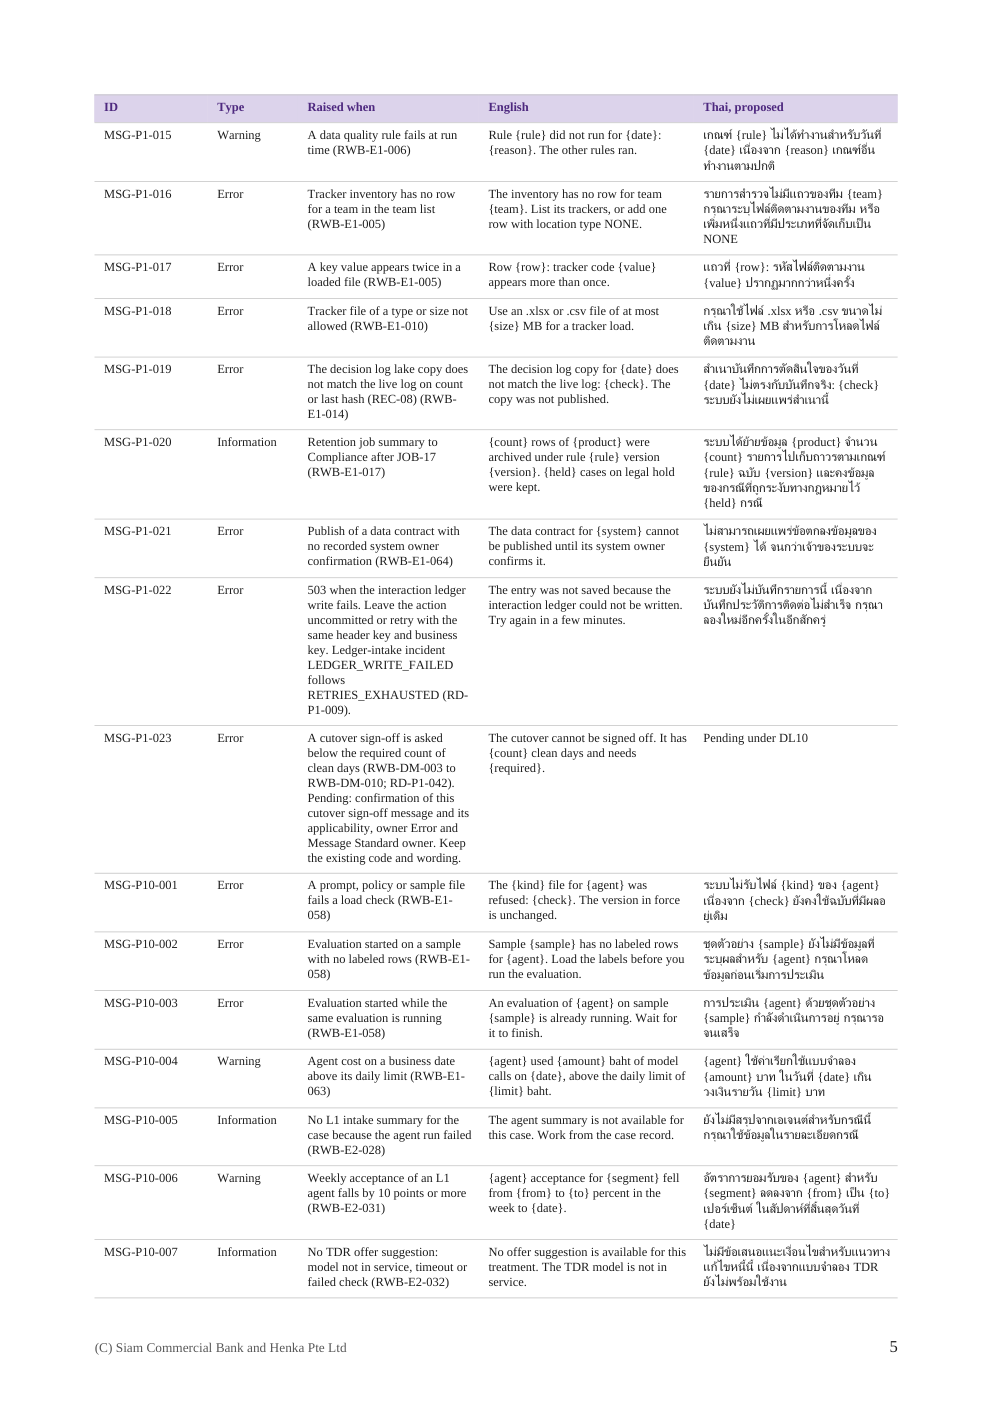 ID Type Raised when English Thai, proposed
MSG-P1-015 Warning A data quality rule fails at run Rule {rule} did not run for {date}: เกณฑ์ {rule} ไม่ได้ทำงานสำหรับวันที่
time (RWB-E1-006) {reason}. The other rules ran. {date} เนื่องจาก {reason} เกณฑ์อื่น
ทำงานตามปกติ
MSG-P1-016 Error Tracker inventory has no row The inventory has no row for team รายการสำรวจไม่มีแถวของทีม {team}
for a team in the team list {team}. List its trackers, or add one กรุณาระบุไฟล์ติดตามงานของทีม หรือ
(RWB-E1-005) row with location type NONE. เพิ่มหนึ่งแถวที่มีประเภทที่จัดเก็บเป็น
NONE
MSG-P1-017 Error A key value appears twice in a Row {row}: tracker code {value} แถวที่ {row}: รหัสไฟล์ติดตามงาน
loaded file (RWB-E1-005) appears more than once. {value} ปรากฏมากกว่าหนึ่งครั้ง
MSG-P1-018 Error Tracker file of a type or size not Use an .xlsx or .csv file of at most กรุณาใช้ไฟล์ .xlsx หรือ .csv ขนาดไม่
allowed (RWB-E1-010) {size} MB for a tracker load. เกิน {size} MB สำหรับการโหลดไฟล์
ติดตามงาน
MSG-P1-019 Error The decision log lake copy does The decision log copy for {date} does สำเนาบันทึกการตัดสินใจของวันที่
not match the live log on count not match the live log: {check}. The {date} ไม่ตรงกับบันทึกจริง: {check}
or last hash (REC-08) (RWB- copy was not published. ระบบยังไม่เผยแพร่สำเนานี้
E1-014)
MSG-P1-020 Information Retention job summary to {count} rows of {product} were ระบบได้ย้ายข้อมูล {product} จำนวน
Compliance after JOB-17 archived under rule {rule} version {count} รายการไปเก็บถาวรตามเกณฑ์
(RWB-E1-017) {version}. {held} cases on legal hold {rule} ฉบับ {version} และคงข้อมูล
were kept. ของกรณีที่ถูกระงับทางกฎหมายไว้
{held} กรณี
MSG-P1-021 Error Publish of a data contract with The data contract for {system} cannot ไม่สามารถเผยแพร่ข้อตกลงข้อมูลของ
no recorded system owner be published until its system owner {system} ได้ จนกว่าเจ้าของระบบจะ
confirmation (RWB-E1-064) confirms it. ยืนยัน
MSG-P1-022 Error 503 when the interaction ledger The entry was not saved because the ระบบยังไม่บันทึกรายการนี้ เนื่องจาก
write fails. Leave the action interaction ledger could not be written. บันทึกประวัติการติดต่อไม่สำเร็จ กรุณา
uncommitted or retry with the Try again in a few minutes. ลองใหม่อีกครั้งในอีกสักครู่
same header key and business
key. Ledger-intake incident
LEDGER_WRITE_FAILED
follows
RETRIES_EXHAUSTED (RD-
P1-009).
MSG-P1-023 Error A cutover sign-off is asked The cutover cannot be signed off. It has Pending under DL10
below the required count of {count} clean days and needs
clean days (RWB-DM-003 to {required}.
RWB-DM-010; RD-P1-042).
Pending: confirmation of this
cutover sign-off message and its
applicability, owner Error and
Message Standard owner. Keep
the existing code and wording.
MSG-P10-001 Error A prompt, policy or sample file The {kind} file for {agent} was ระบบไม่รับไฟล์ {kind} ของ {agent}
fails a load check (RWB-E1- refused: {check}. The version in force เนื่องจาก {check} ยังคงใช้ฉบับที่มีผลอ
058) is unchanged. ยู่เดิม
MSG-P10-002 Error Evaluation started on a sample Sample {sample} has no labeled rows ชุดตัวอย่าง {sample} ยังไม่มีข้อมูลที่
with no labeled rows (RWB-E1- for {agent}. Load the labels before you ระบุผลสำหรับ {agent} กรุณาโหลด
058) run the evaluation. ข้อมูลก่อนเริ่มการประเมิน
MSG-P10-003 Error Evaluation started while the An evaluation of {agent} on sample การประเมิน {agent} ด้วยชุดตัวอย่าง
same evaluation is running {sample} is already running. Wait for {sample} กำลังดำเนินการอยู่ กรุณารอ
(RWB-E1-058) it to finish. จนเสร็จ
MSG-P10-004 Warning Agent cost on a business date {agent} used {amount} baht of model {agent} ใช้ค่าเรียกใช้แบบจำลอง
above its daily limit (RWB-E1- calls on {date}, above the daily limit of {amount} บาท ในวันที่ {date} เกิน
063) {limit} baht. วงเงินรายวัน {limit} บาท
MSG-P10-005 Information No L1 intake summary for the The agent summary is not available for ยังไม่มีสรุปจากเอเจนต์สำหรับกรณีนี้
case because the agent run failed this case. Work from the case record. กรุณาใช้ข้อมูลในรายละเอียดกรณี
(RWB-E2-028)
MSG-P10-006 Warning Weekly acceptance of an L1 {agent} acceptance for {segment} fell อัตราการยอมรับของ {agent} สำหรับ
agent falls by 10 points or more from {from} to {to} percent in the {segment} ลดลงจาก {from} เป็น {to}
(RWB-E2-031) week to {date}. เปอร์เซ็นต์ ในสัปดาห์ที่สิ้นสุดวันที่
{date}
MSG-P10-007 Information No TDR offer suggestion: No offer suggestion is available for this ไม่มีข้อเสนอแนะเงื่อนไขสำหรับแนวทาง
model not in service, timeout or treatment. The TDR model is not in แก้ไขหนี้นี้ เนื่องจากแบบจำลอง TDR
failed check (RWB-E2-032) service. ยังไม่พร้อมใช้งาน
(C) Siam Commercial Bank and Henka Pte Ltd 5